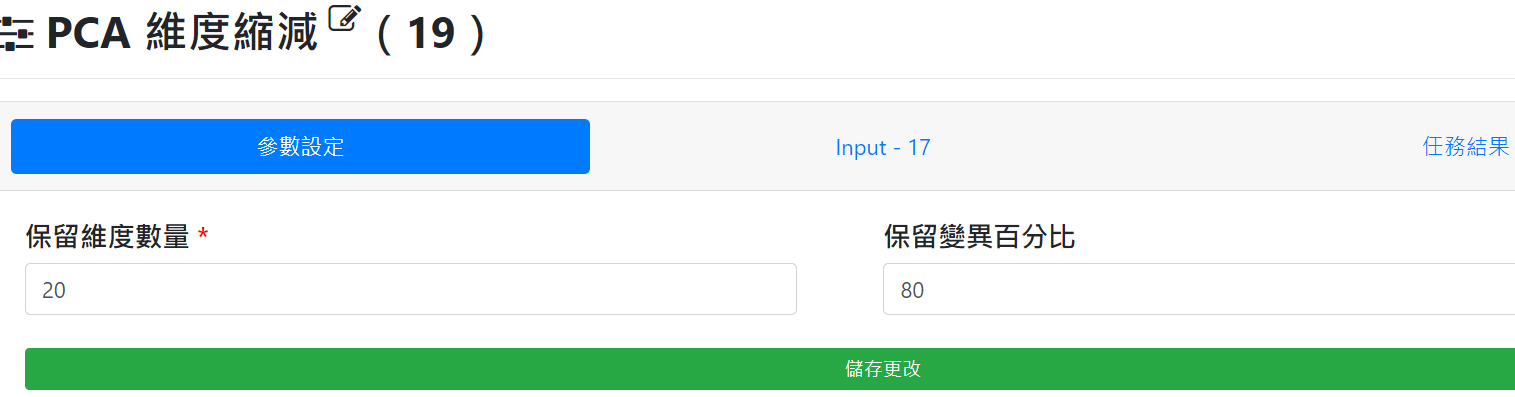 PCA 維度縮減 ( 19 )
參數設定 Input - 17 任務結果
保留維度數量 * 保留變異百分比
20 80
儲存更改